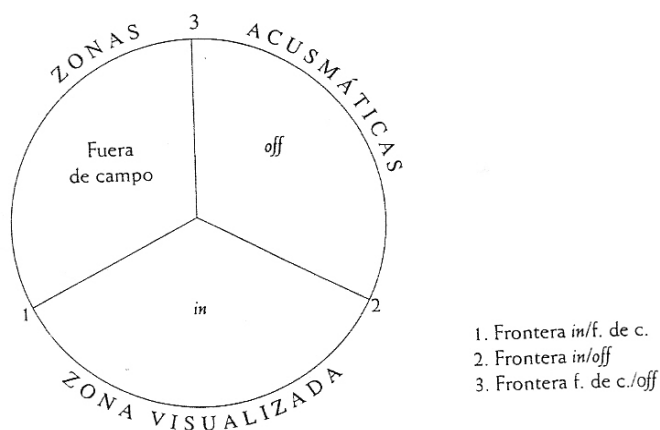 3
ZONAS ACUSMÁTICAS
Fuera
de campo
off
1
in
2
ZONA VISUALIZADA
1. Frontera in/f. de c.
2. Frontera in/off
3. Frontera f. de c./off